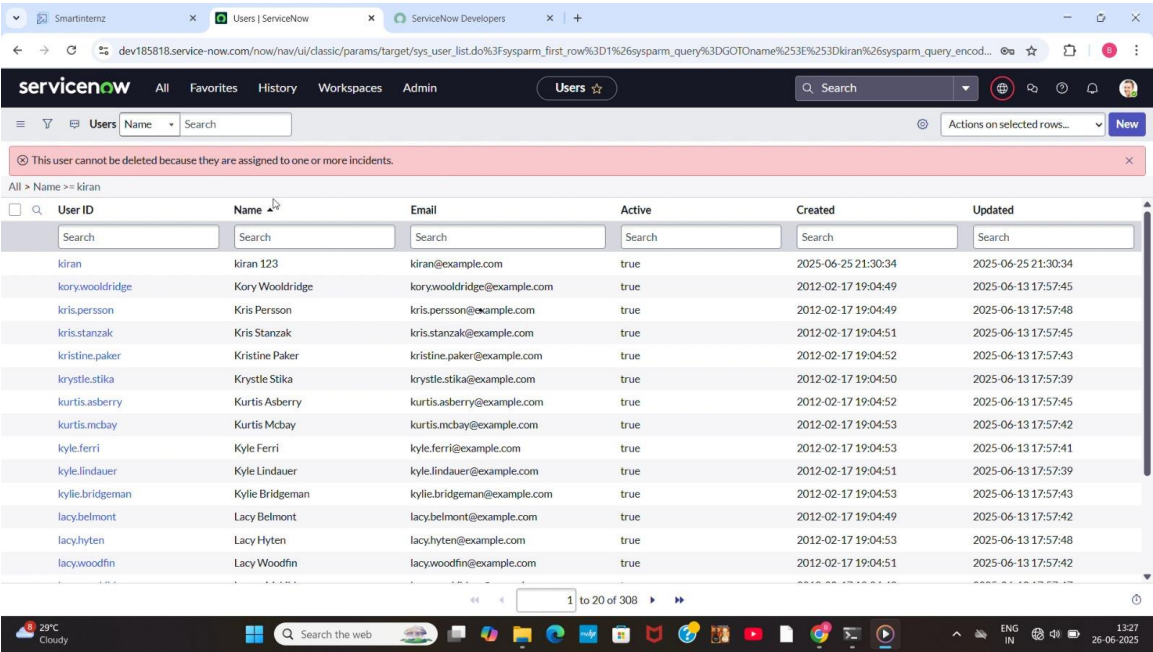 Smartinternz
Users | ServiceNow
ServiceNow Developers
dev185818.service-now.com/now/nav/ui/classic/params/target/sys_user_list.do%3Fsysparm_first_row%3D1%26sysparm_query%3DGOTOname%253E%253Dkiran%26sysparm_query_encod...
B
servicenow All Favorites History Workspaces Admin Users Search
Users Name Search Actions on selected rows... New
This user cannot be deleted because they are assigned to one or more incidents.
All > Name >= kiran
User ID Name Email Active Created Updated
Search Search Search Search Search Search
kiran kiran 123 kiran@example.com true 2025-06-25 21:30:34 2025-06-25 21:30:34
kory.wooldridge Kory Wooldridge kory.wooldridge@example.com true 2012-02-17 19:04:49 2025-06-13 17:57:45
kris.persson Kris Persson kris.persson@example.com true 2012-02-17 19:04:49 2025-06-13 17:57:48
kris.stanzak Kris Stanzak kris.stanzak@example.com true 2012-02-17 19:04:51 2025-06-13 17:57:45
kristine.paker Kristine Paker kristine.paker@example.com true 2012-02-17 19:04:52 2025-06-13 17:57:43
krystle.stika Krystle Stika krystle.stika@example.com true 2012-02-17 19:04:50 2025-06-13 17:57:39
kurtis.asberry Kurtis Asberry kurtis.asberry@example.com true 2012-02-17 19:04:52 2025-06-13 17:57:45
kurtis.mcbay Kurtis Mcbay kurtis.mcbay@example.com true 2012-02-17 19:04:53 2025-06-13 17:57:42
kyle.ferri Kyle Ferri kyle.ferri@example.com true 2012-02-17 19:04:53 2025-06-13 17:57:41
kyle.lindauer Kyle Lindauer kyle.lindauer@example.com true 2012-02-17 19:04:51 2025-06-13 17:57:39
kylie.bridgeman Kylie Bridgeman kylie.bridgeman@example.com true 2012-02-17 19:04:53 2025-06-13 17:57:43
lacy.belmont Lacy Belmont lacy.belmont@example.com true 2012-02-17 19:04:49 2025-06-13 17:57:42
lacy.hyten Lacy Hyten lacy.hyten@example.com true 2012-02-17 19:04:53 2025-06-13 17:57:48
lacy.woodfin Lacy Woodfin lacy.woodfin@example.com true 2012-02-17 19:04:51 2025-06-13 17:57:42
1 to 20 of 308
8 29°C Search the web ENG 13:27
Cloudy IN 26-06-2025